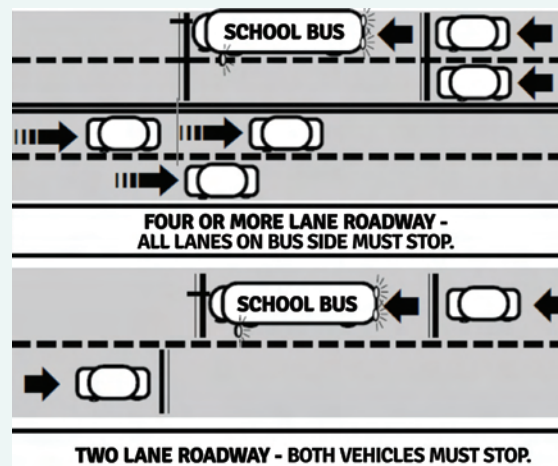 SCHOOL BUS
FOUR OR MORE LANE ROADWAY -
ALL LANES ON BUS SIDE MUST STOP.
SCHOOL BUS
TWO LANE ROADWAY - BOTH VEHICLES MUST STOP.